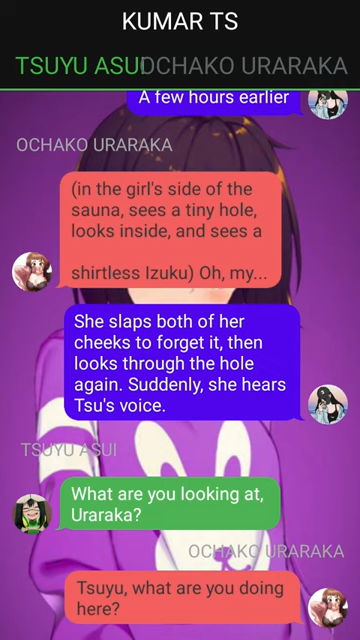 KUMAR TS
TSUYU ASUI OCHAKO URARAKA
A few hours earlier
OCHAKO URARAKA
(in the girl's side of the
sauna, sees a tiny hole,
looks inside, and sees a
shirtless Izuku) Oh, my...
She slaps both of her
cheeks to forget it, then
looks through the hole
again. Suddenly, she hears
Tsu's voice.
TSUYU ASUI
What are you looking at,
Uraraka?
OCHAKO URARAKA
Tsuyu, what are you doing
here?